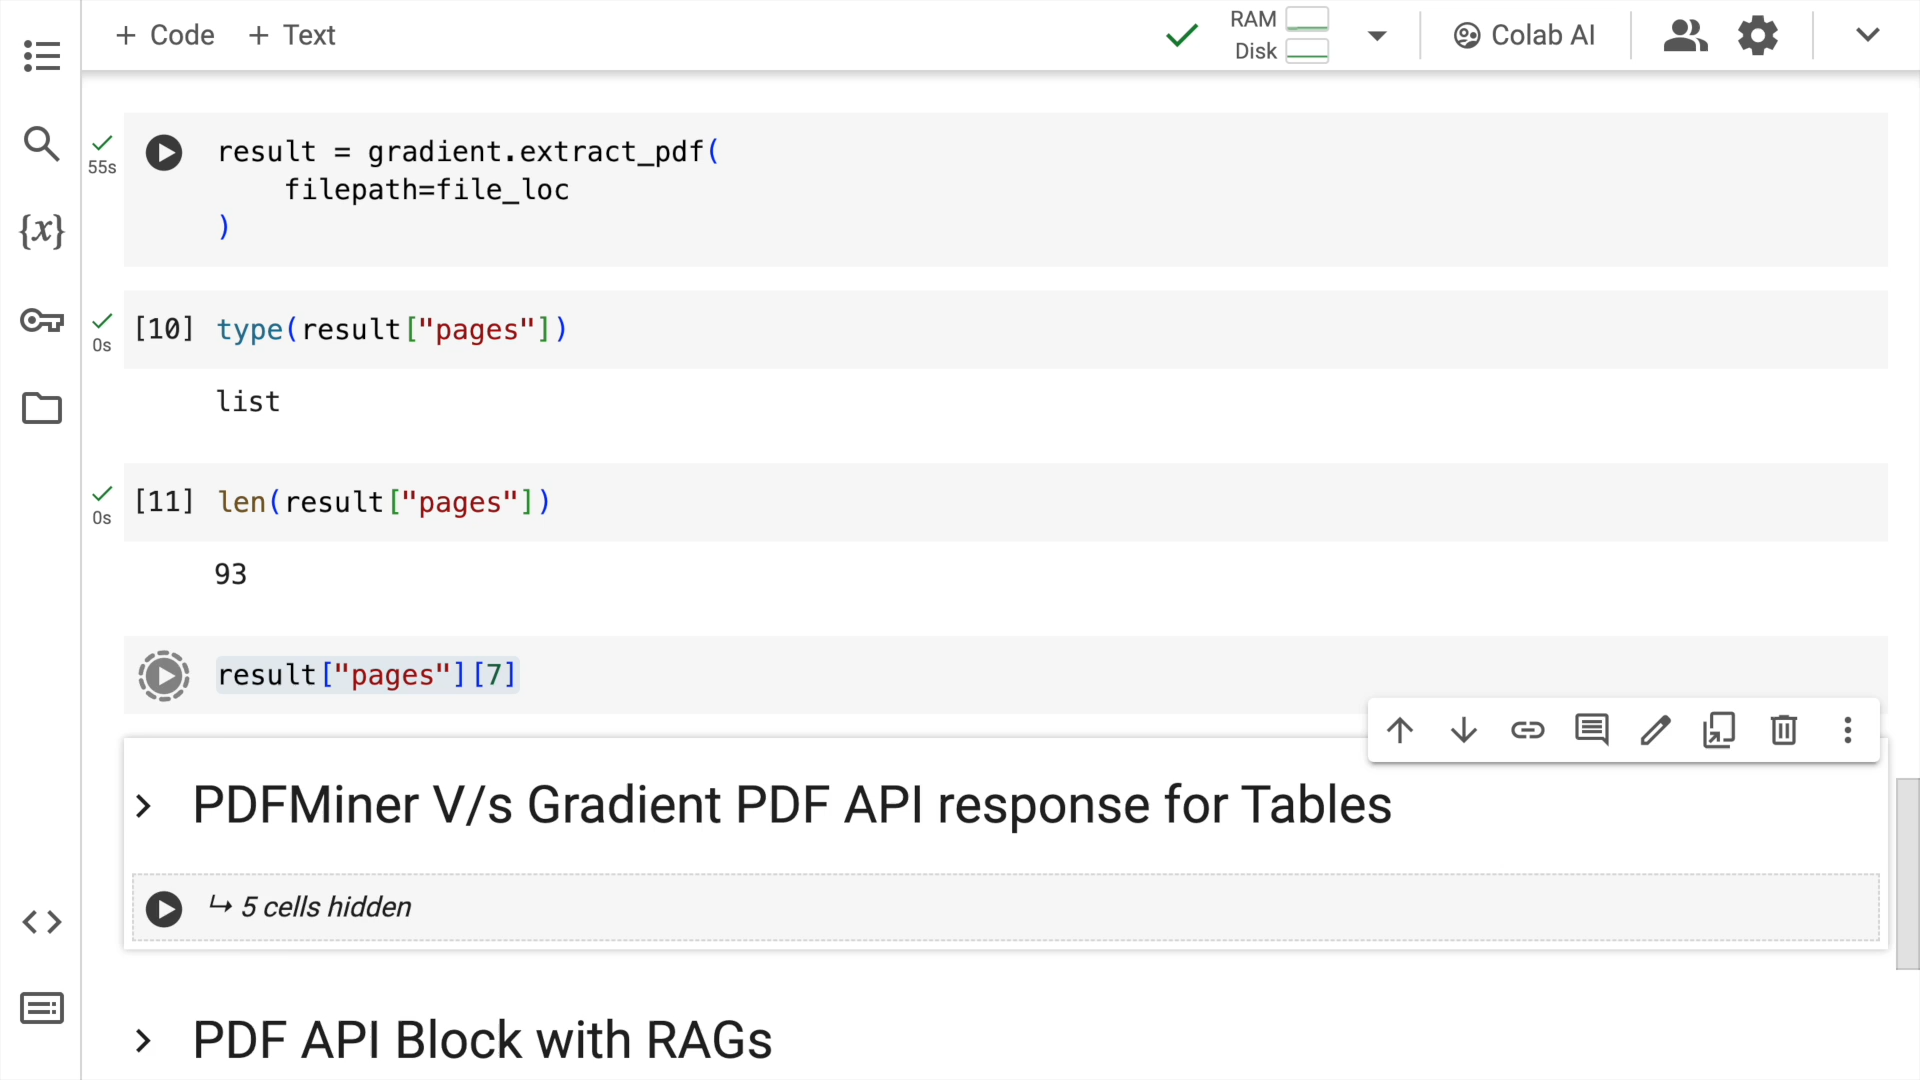 + Code + Text
RAM
Disk
Colab AI
55s
result = gradient.extract_pdf(
filepath=file_loc
)
{x}
0s
[10] type(result["pages"])
list
0s
[11] len(result["pages"])
93
result["pages"][7]
PDFMiner V/s Gradient PDF API response for Tables
↳ 5 cells hidden
PDF API Block with RAGs